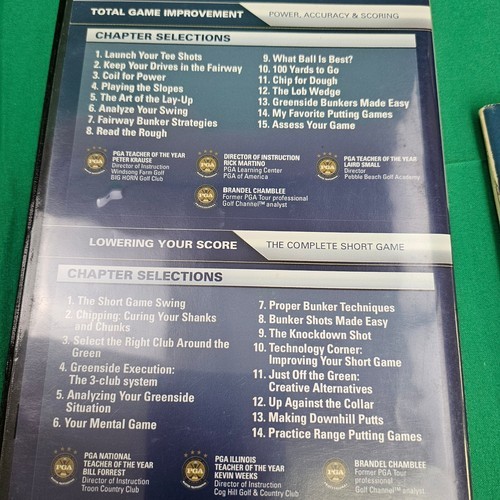 TOTAL GAME IMPROVEMENT POWER, ACCURACY & SCORING
CHAPTER SELECTIONS
1. Launch Your Tee Shots
2. Keep Your Drives in the Fairway
3. Coil for Power
4. Playing the Slopes
5. The Art of the Lay-Up
6. Analyze Your Swing
7. Fairway Bunker Strategies
8. Read the Rough
9. What Ball Is Best?
10. 100 Yards to Go
11. Chip for Dough
12. The Lob Wedge
13. Greenside Bunkers Made Easy
14. My Favorite Putting Games
15. Assess Your Game
PGA TEACHER OF THE YEAR
PETER KRAUSE
Director of Instruction
Windsong Farm Golf
BIG HORN Golf Club
DIRECTOR OF INSTRUCTION
RICK MARTINO
PGA Learning Center
PGA of America
PGA TEACHER OF THE YEAR
LAIRD SMALL
Director
Pebble Beach Golf Academy
BRANDEL CHAMBLEE
Former PGA Tour professional
Golf Channel™ analyst
LOWERING YOUR SCORE THE COMPLETE SHORT GAME
CHAPTER SELECTIONS
1. The Short Game Swing
2. Chipping: Curing Your Shanks
and Chunks
3. Select the Right Club Around the
Green
4. Greenside Execution:
The 3-club system
5. Analyzing Your Greenside
Situation
6. Your Mental Game
7. Proper Bunker Techniques
8. Bunker Shots Made Easy
9. The Knockdown Shot
10. Technology Corner:
Improving Your Short Game
11. Just Off the Green:
Creative Alternatives
12. Up Against the Collar
13. Making Downhill Putts
14. Practice Range Putting Games
PGA NATIONAL
TEACHER OF THE YEAR
BILL FORREST
Director of Instruction
Troon Country Club
PGA ILLINOIS
TEACHER OF THE YEAR
KEVIN WEEKS
Director of Instruction
Cog Hill Golf & Country Club
BRANDEL CHAMBLEE
Former PGA Tour
professional
Golf Channel™ analyst
PGA
PGA
PGA
PGA
PGA
PGA
PGA